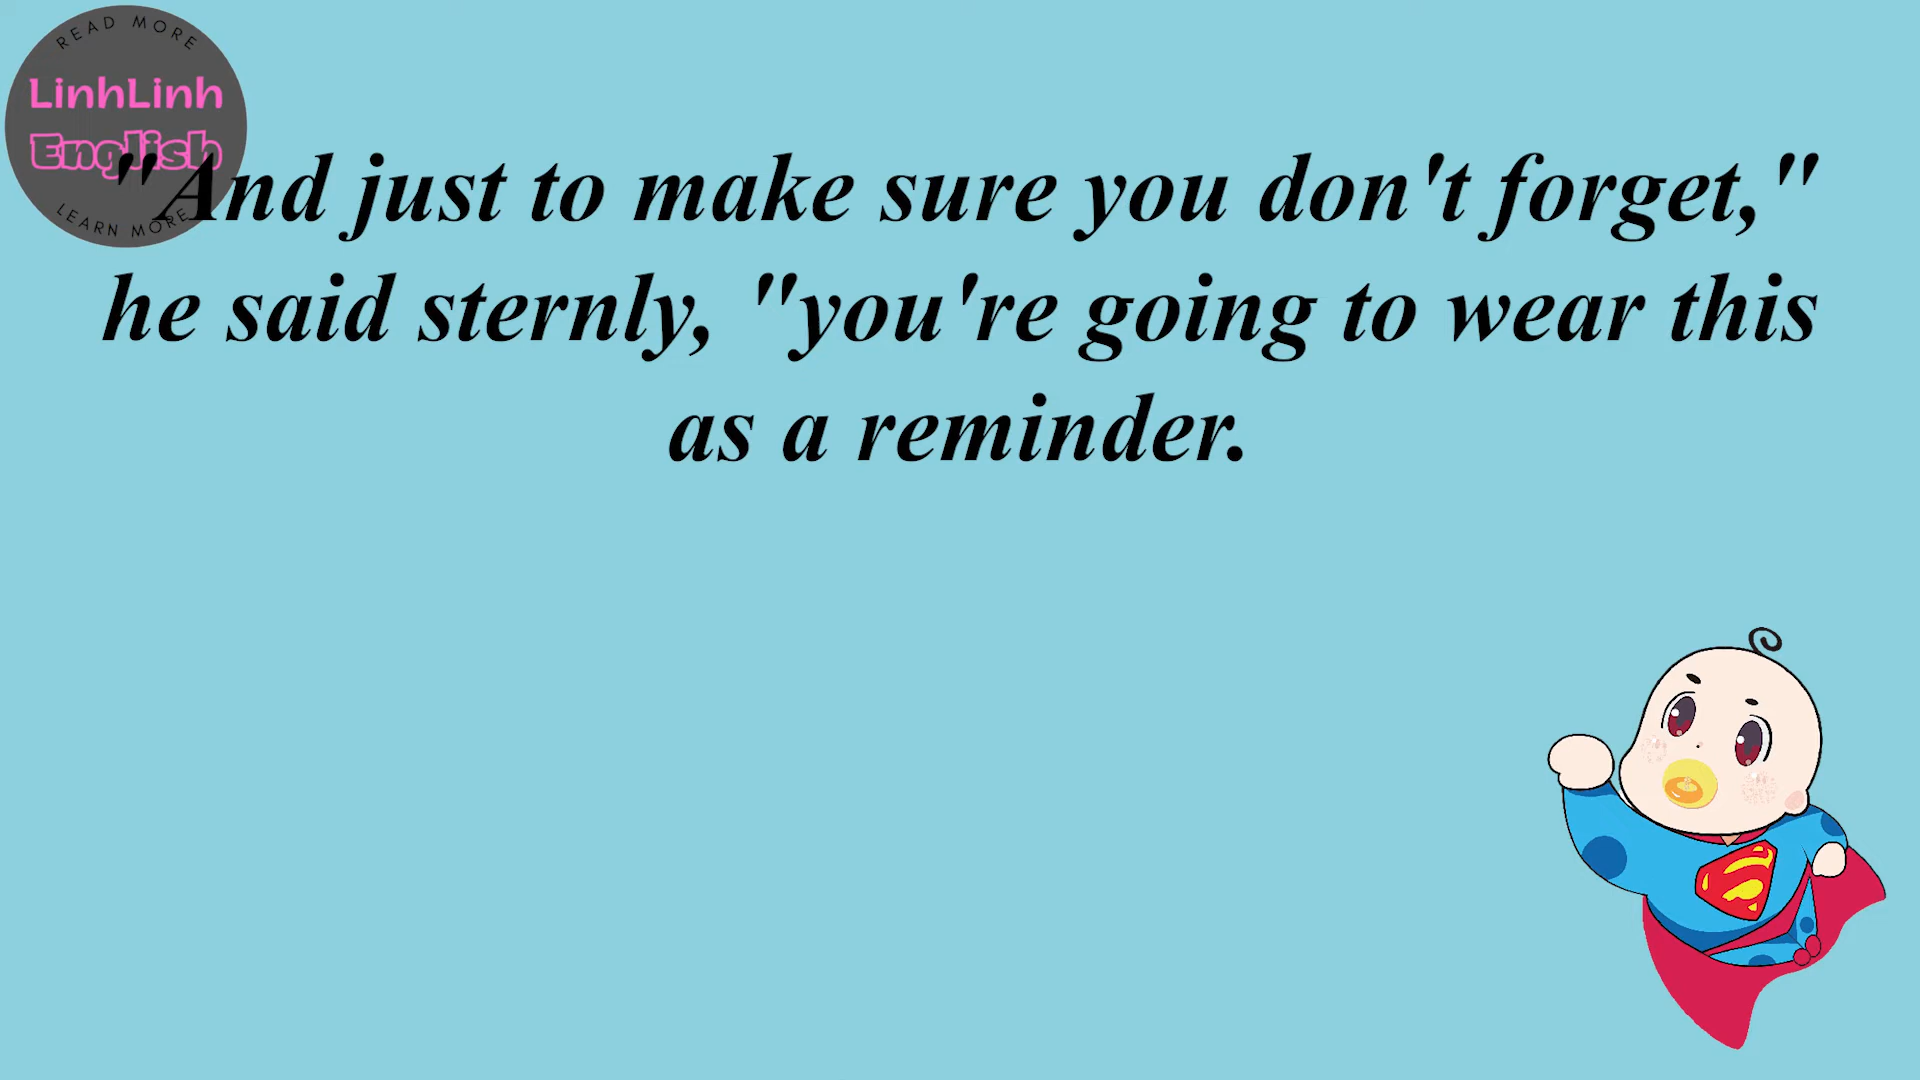 READ MORE
LinhLinh
English
LEARN MORE
"And just to make sure you don't forget,"
he said sternly, "you're going to wear this
as a reminder.